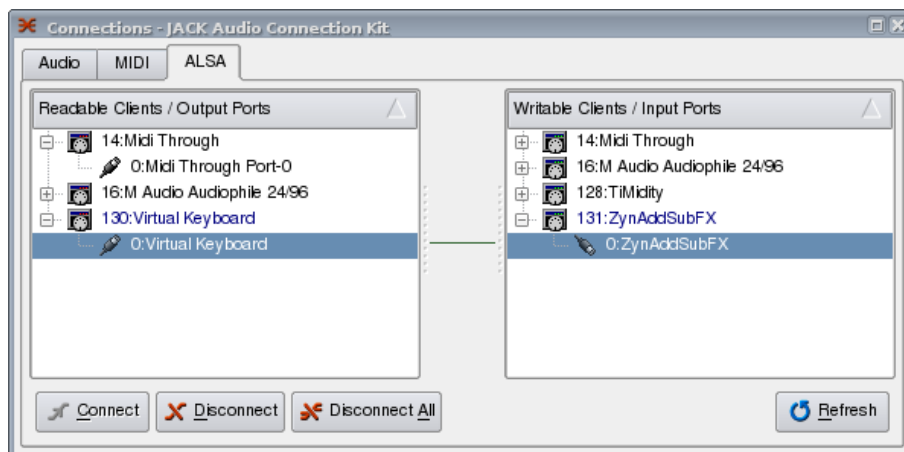 Connections - JACK Audio Connection Kit
Audio MIDI ALSA
Readable Clients / Output Ports
14:Midi Through
0:Midi Through Port-0
16:M Audio Audiophile 24/96
130:Virtual Keyboard
0:Virtual Keyboard
Writable Clients / Input Ports
14:Midi Through
16:M Audio Audiophile 24/96
128:TiMidity
131:ZynAddSubFX
0:ZynAddSubFX
Connect Disconnect Disconnect All Refresh